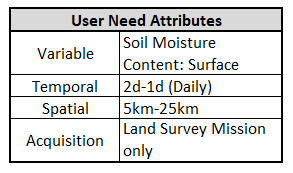 User Need Attributes
Variable
Soil Moisture
Content: Surface
Temporal
2d-1d (Daily)
Spatial
5km-25km
Acquisition
Land Survey Mission
only